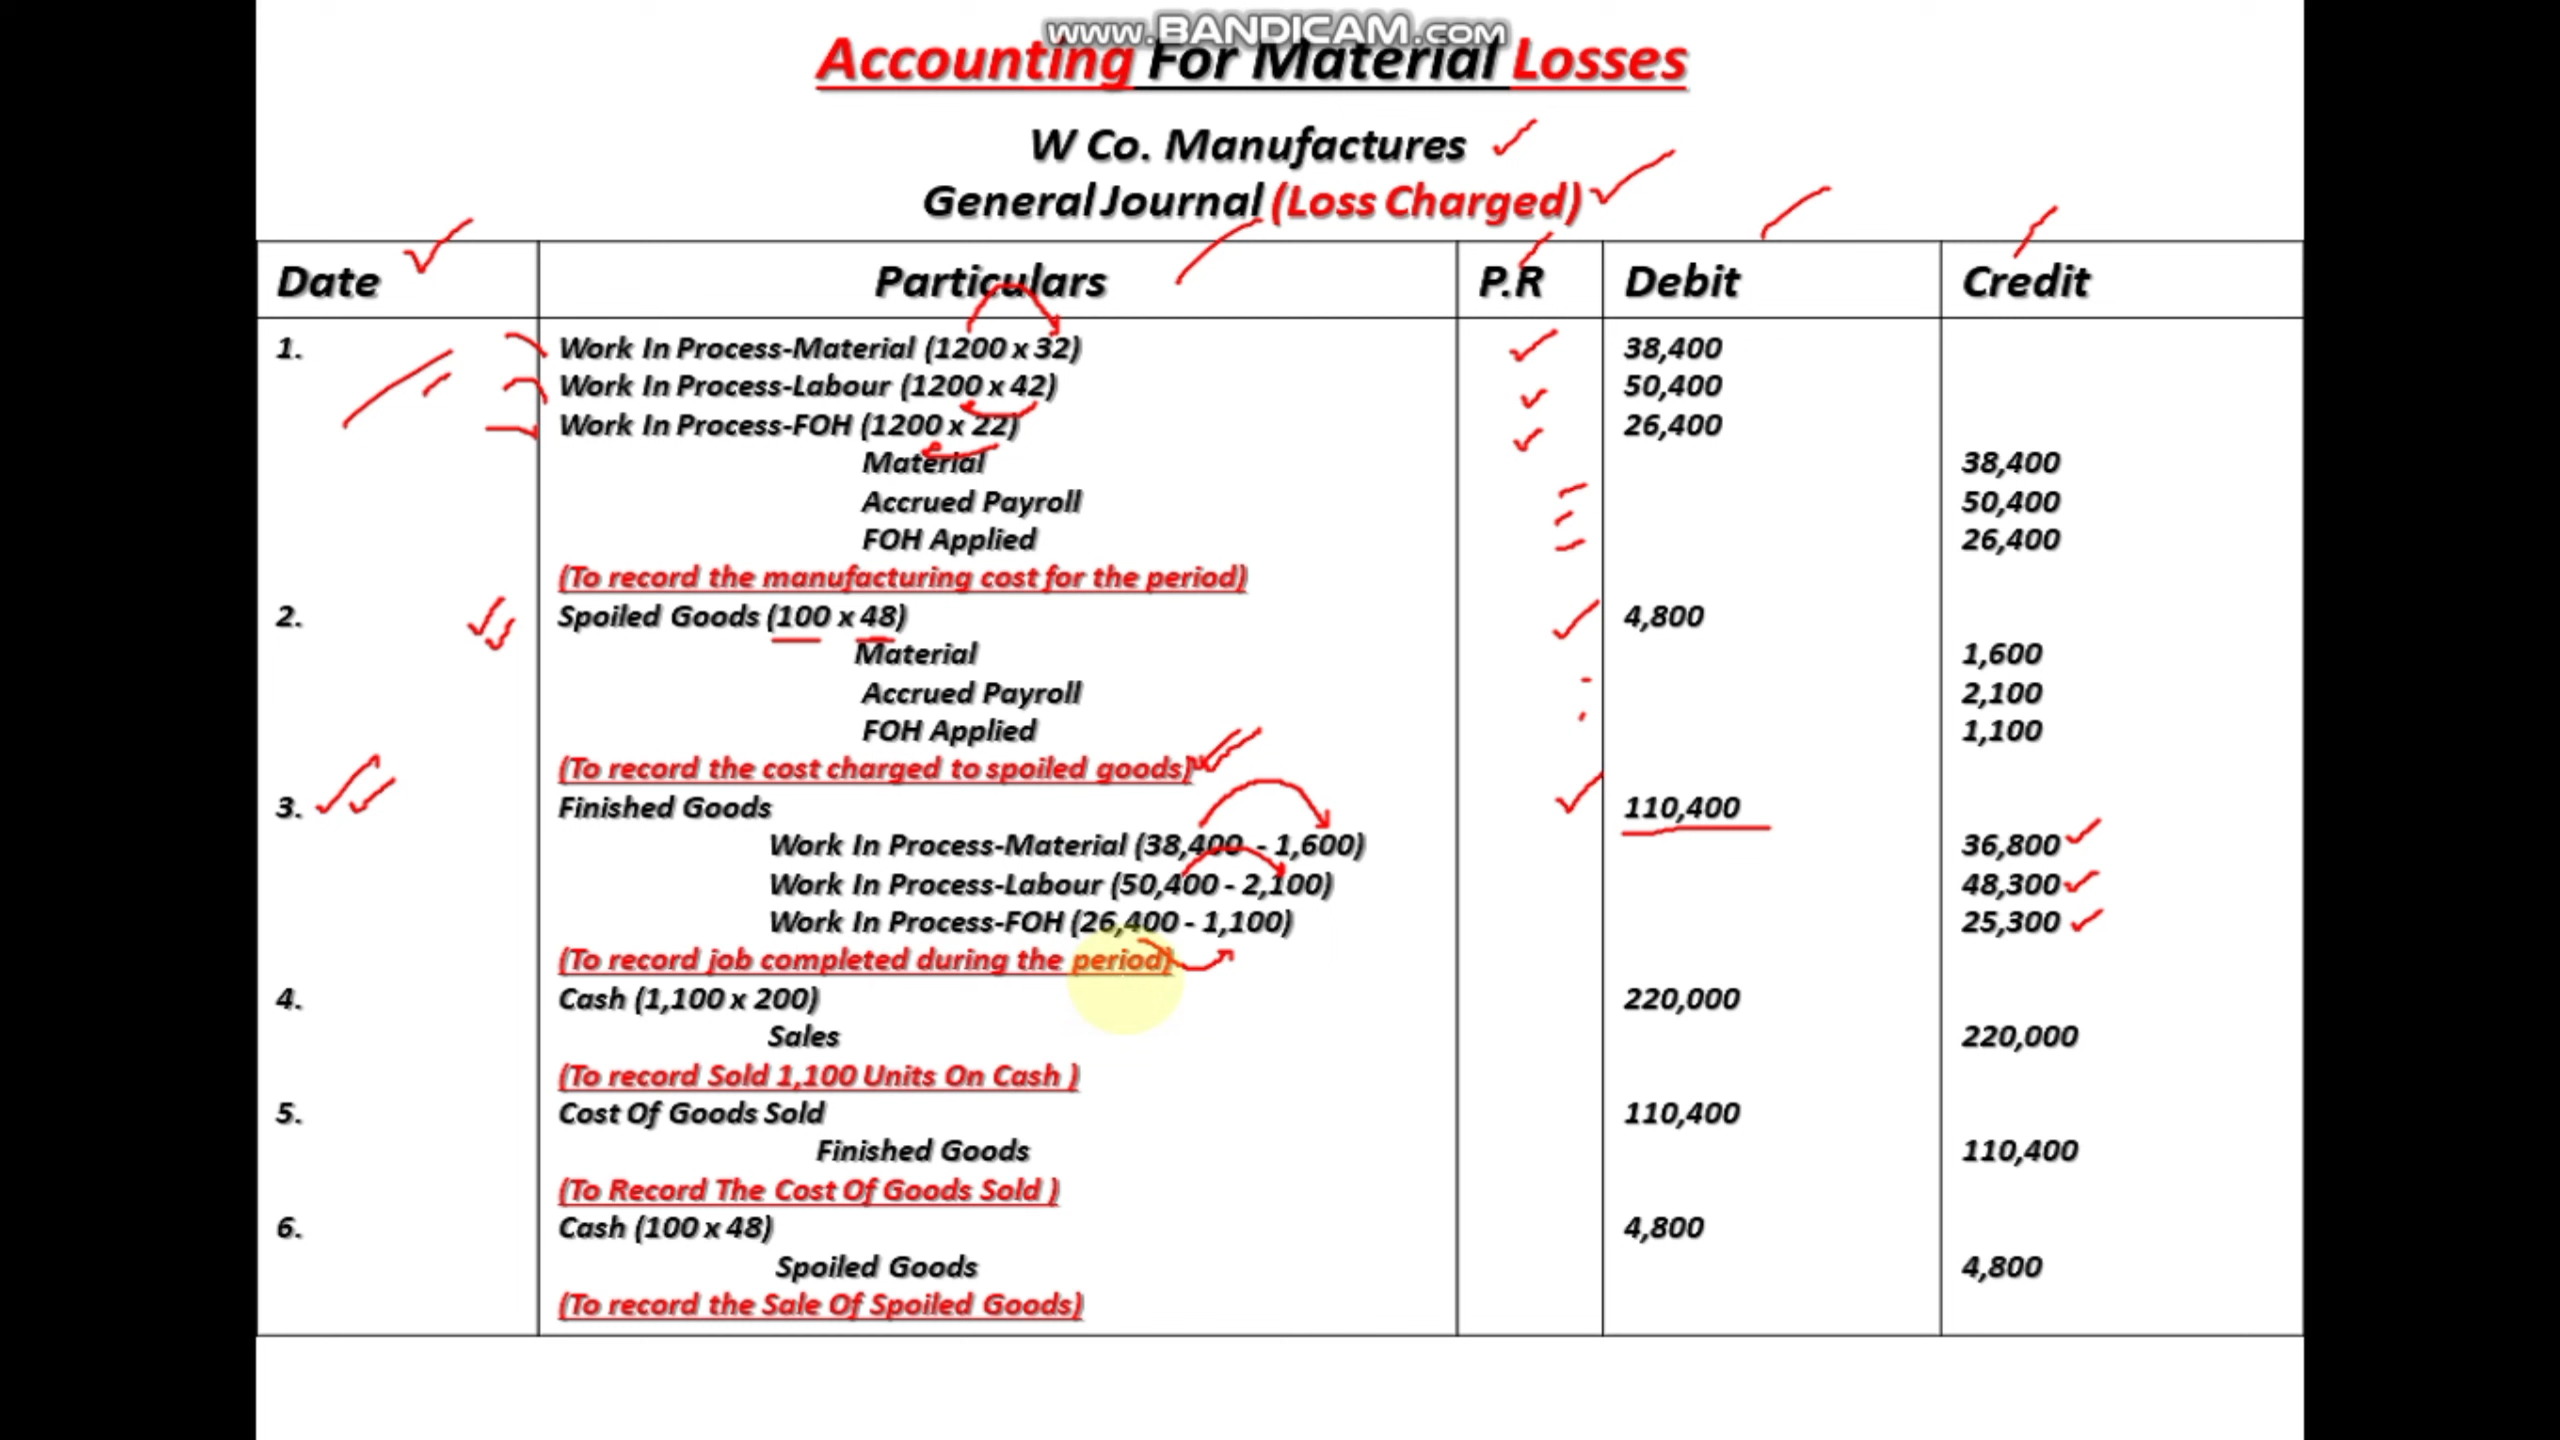 www.BANDICAM.COM
Accounting For Material Losses
W Co. Manufactures
General Journal (Loss Charged)
Date Particulars P.R Debit Credit
1. Work In Process-Material (1200 x 32) 38,400
Work In Process-Labour (1200 x 42) 50,400
Work In Process-FOH (1200 x 22) 26,400
Material 38,400
Accrued Payroll 50,400
FOH Applied 26,400
(To record the manufacturing cost for the period)
2. Spoiled Goods (100 x 48) 4,800
Material 1,600
Accrued Payroll 2,100
FOH Applied 1,100
(To record the cost charged to spoiled goods)
3. Finished Goods 110,400
Work In Process-Material (38,400 - 1,600) 36,800
Work In Process-Labour (50,400 - 2,100) 48,300
Work In Process-FOH (26,400 - 1,100) 25,300
(To record job completed during the period)
4. Cash (1,100 x 200) 220,000
Sales 220,000
(To record Sold 1,100 Units On Cash )
5. Cost Of Goods Sold 110,400
Finished Goods 110,400
(To Record The Cost Of Goods Sold )
6. Cash (100 x 48) 4,800
Spoiled Goods 4,800
(To record the Sale Of Spoiled Goods)